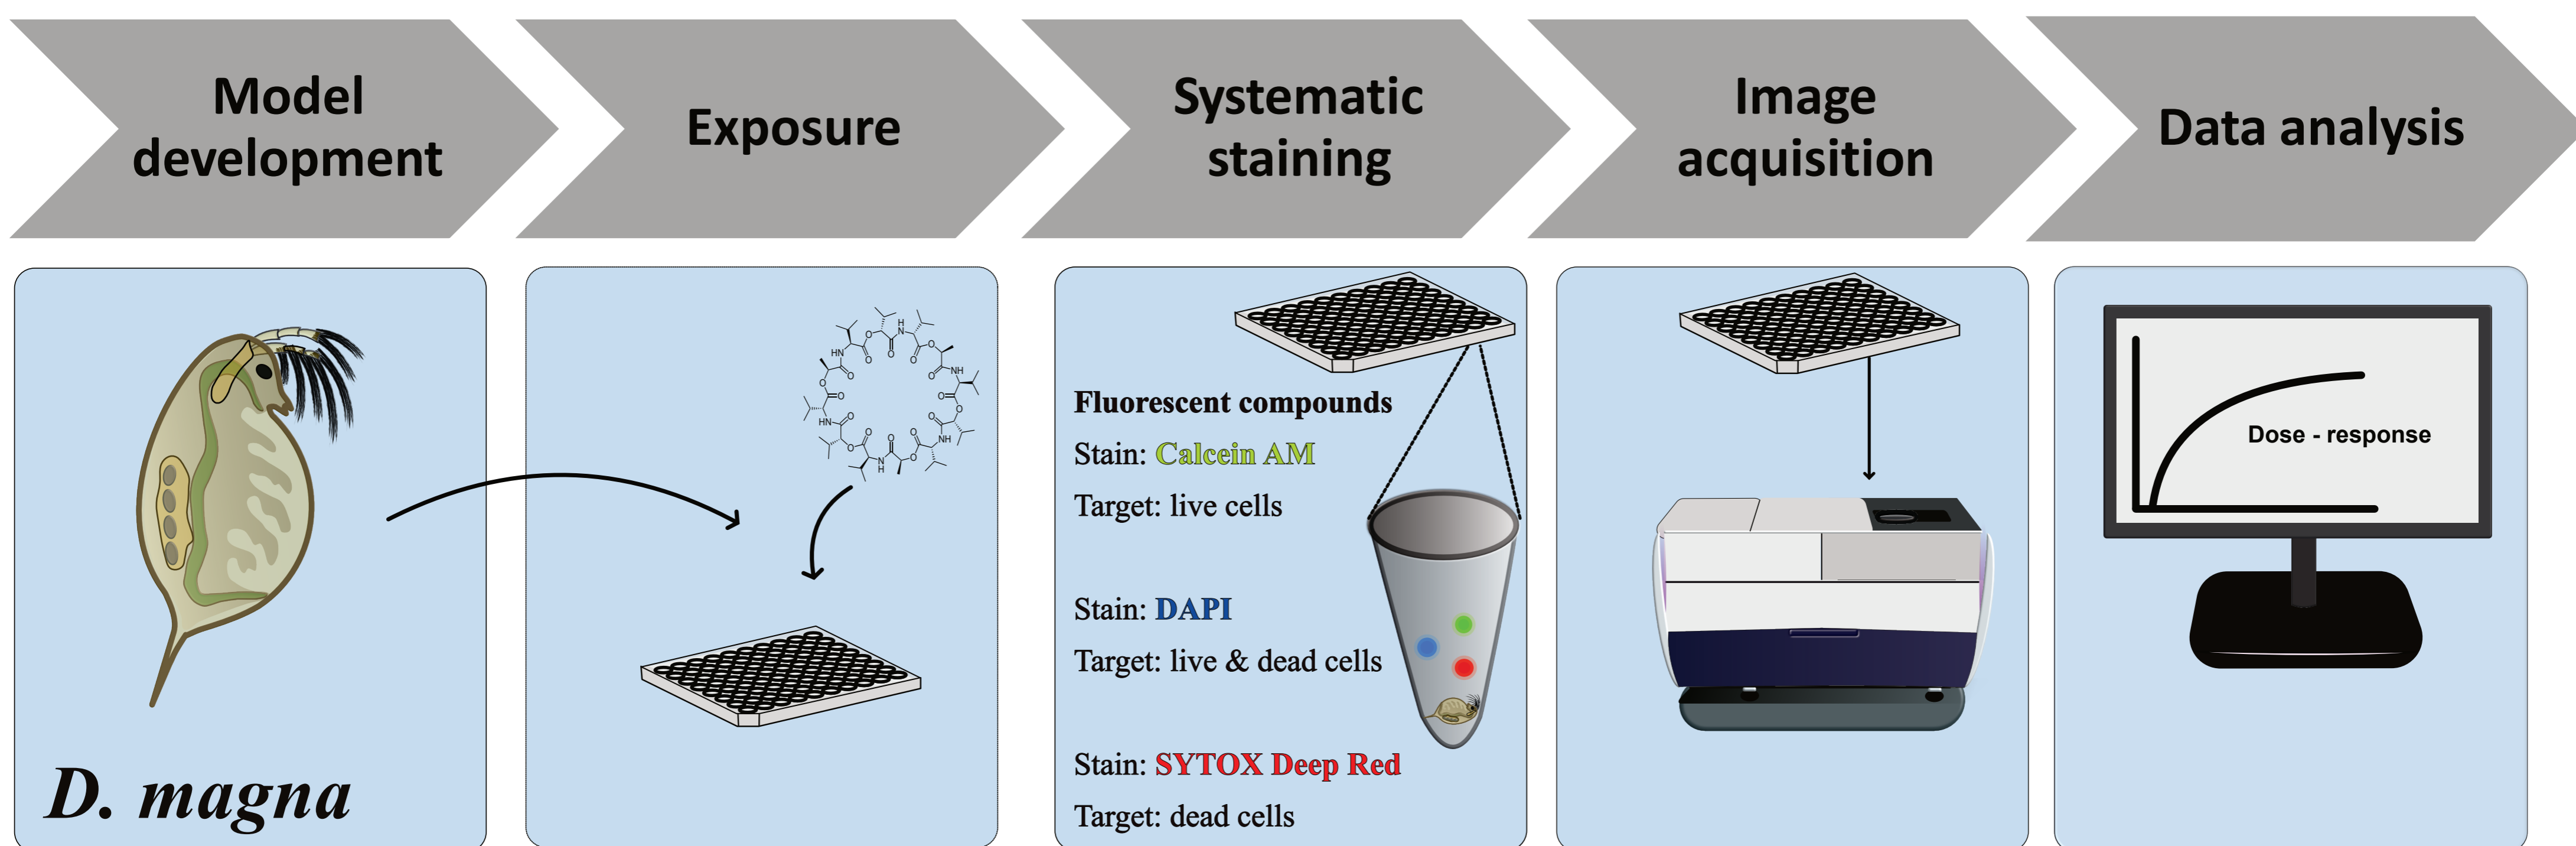 Model
development
Exposure
Systematic
staining
Image
acquisition
Data analysis
D. magna
Fluorescent compounds
Stain: Calcein AM
Target: live cells
Stain: DAPI
Target: live & dead cells
Stain: SYTOX Deep Red
Target: dead cells
Dose - response